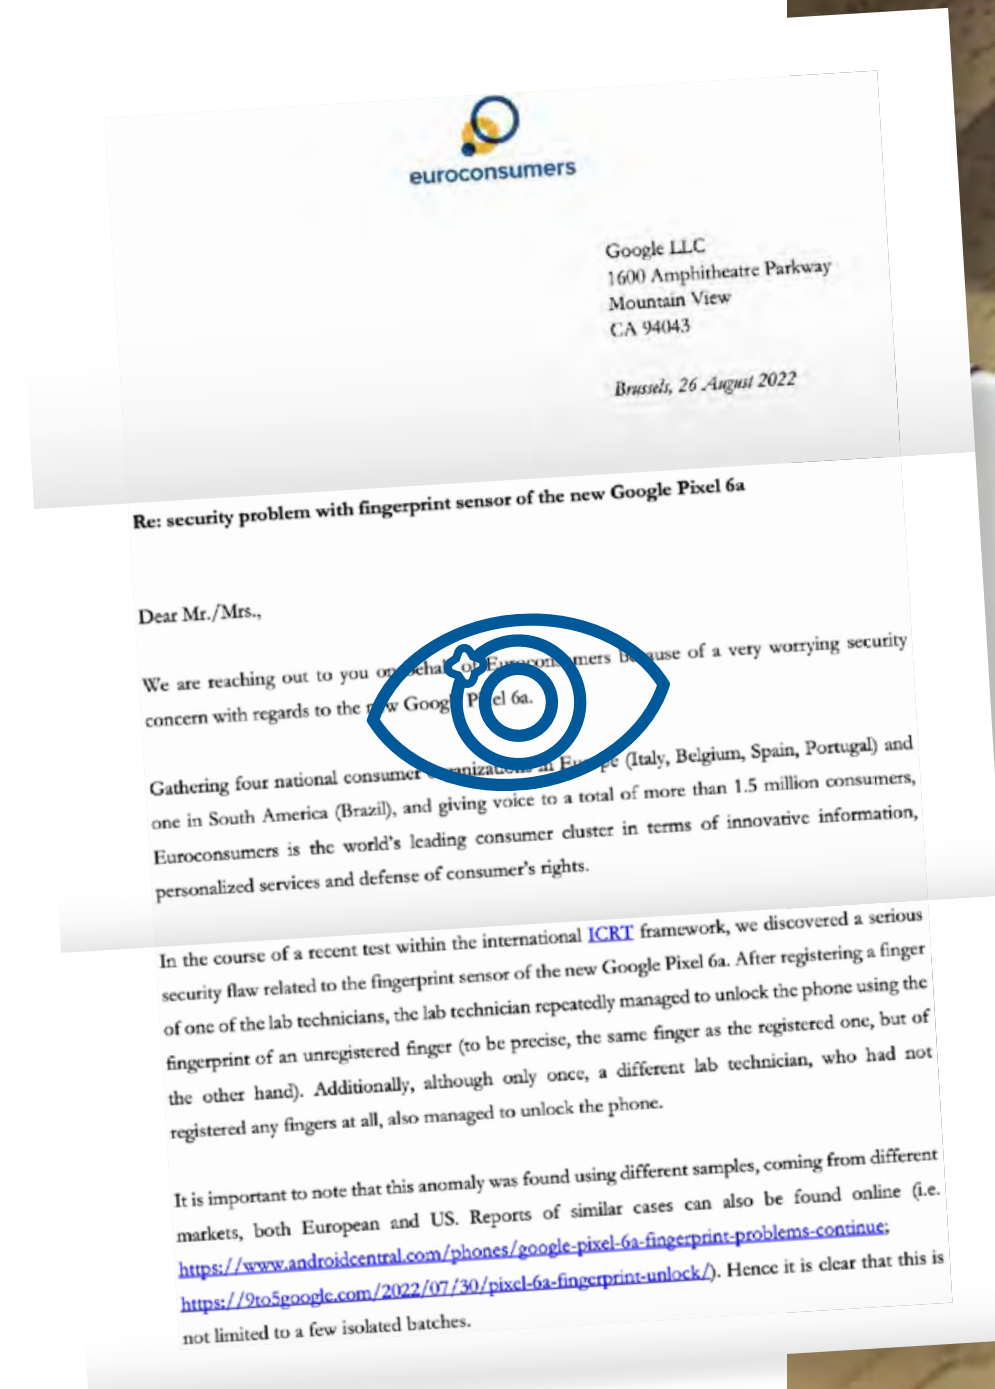 euroconsumers
Google LLC
1600 Amphitheatre Parkway
Mountain View
CA 94043
Brussels, 26 August 2022
Re: security problem with fingerprint sensor of the new Google Pixel 6a
Dear Mr./Mrs.,
We are reaching out to you on behalf of Euroconsumers because of a very worrying security
concern with regards to the new Google Pixel 6a.
Gathering four national consumer organizations in Europe (Italy, Belgium, Spain, Portugal) and
one in South America (Brazil), and giving voice to a total of more than 1.5 million consumers,
Euroconsumers is the world's leading consumer cluster in terms of innovative information,
personalized services and defense of consumer's rights.
In the course of a recent test within the international ICRT framework, we discovered a serious
security flaw related to the fingerprint sensor of the new Google Pixel 6a. After registering a finger
of one of the lab technicians, the lab technician repeatedly managed to unlock the phone using the
fingerprint of an unregistered finger (to be precise, the same finger as the registered one, but of
the other hand). Additionally, although only once, a different lab technician, who had not
registered any fingers at all, also managed to unlock the phone.
It is important to note that this anomaly was found using different samples, coming from different
markets, both European and US. Reports of similar cases can also be found online (i.e.
https://www.androidcentral.com/phones/google-pixel-6a-fingerprint-problems-continue;
https://9to5google.com/2022/07/30/pixel-6a-fingerprint-unlock/). Hence it is clear that this is
not limited to a few isolated batches.